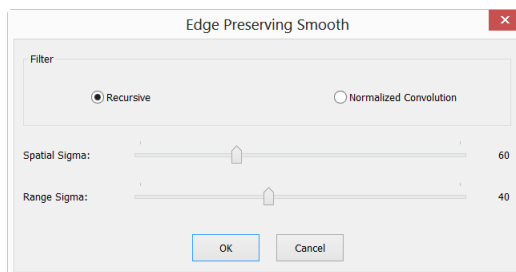 Edge Preserving Smooth
Filter
Recursive Normalized Convolution
Spatial Sigma: 60
Range Sigma: 40
OK Cancel